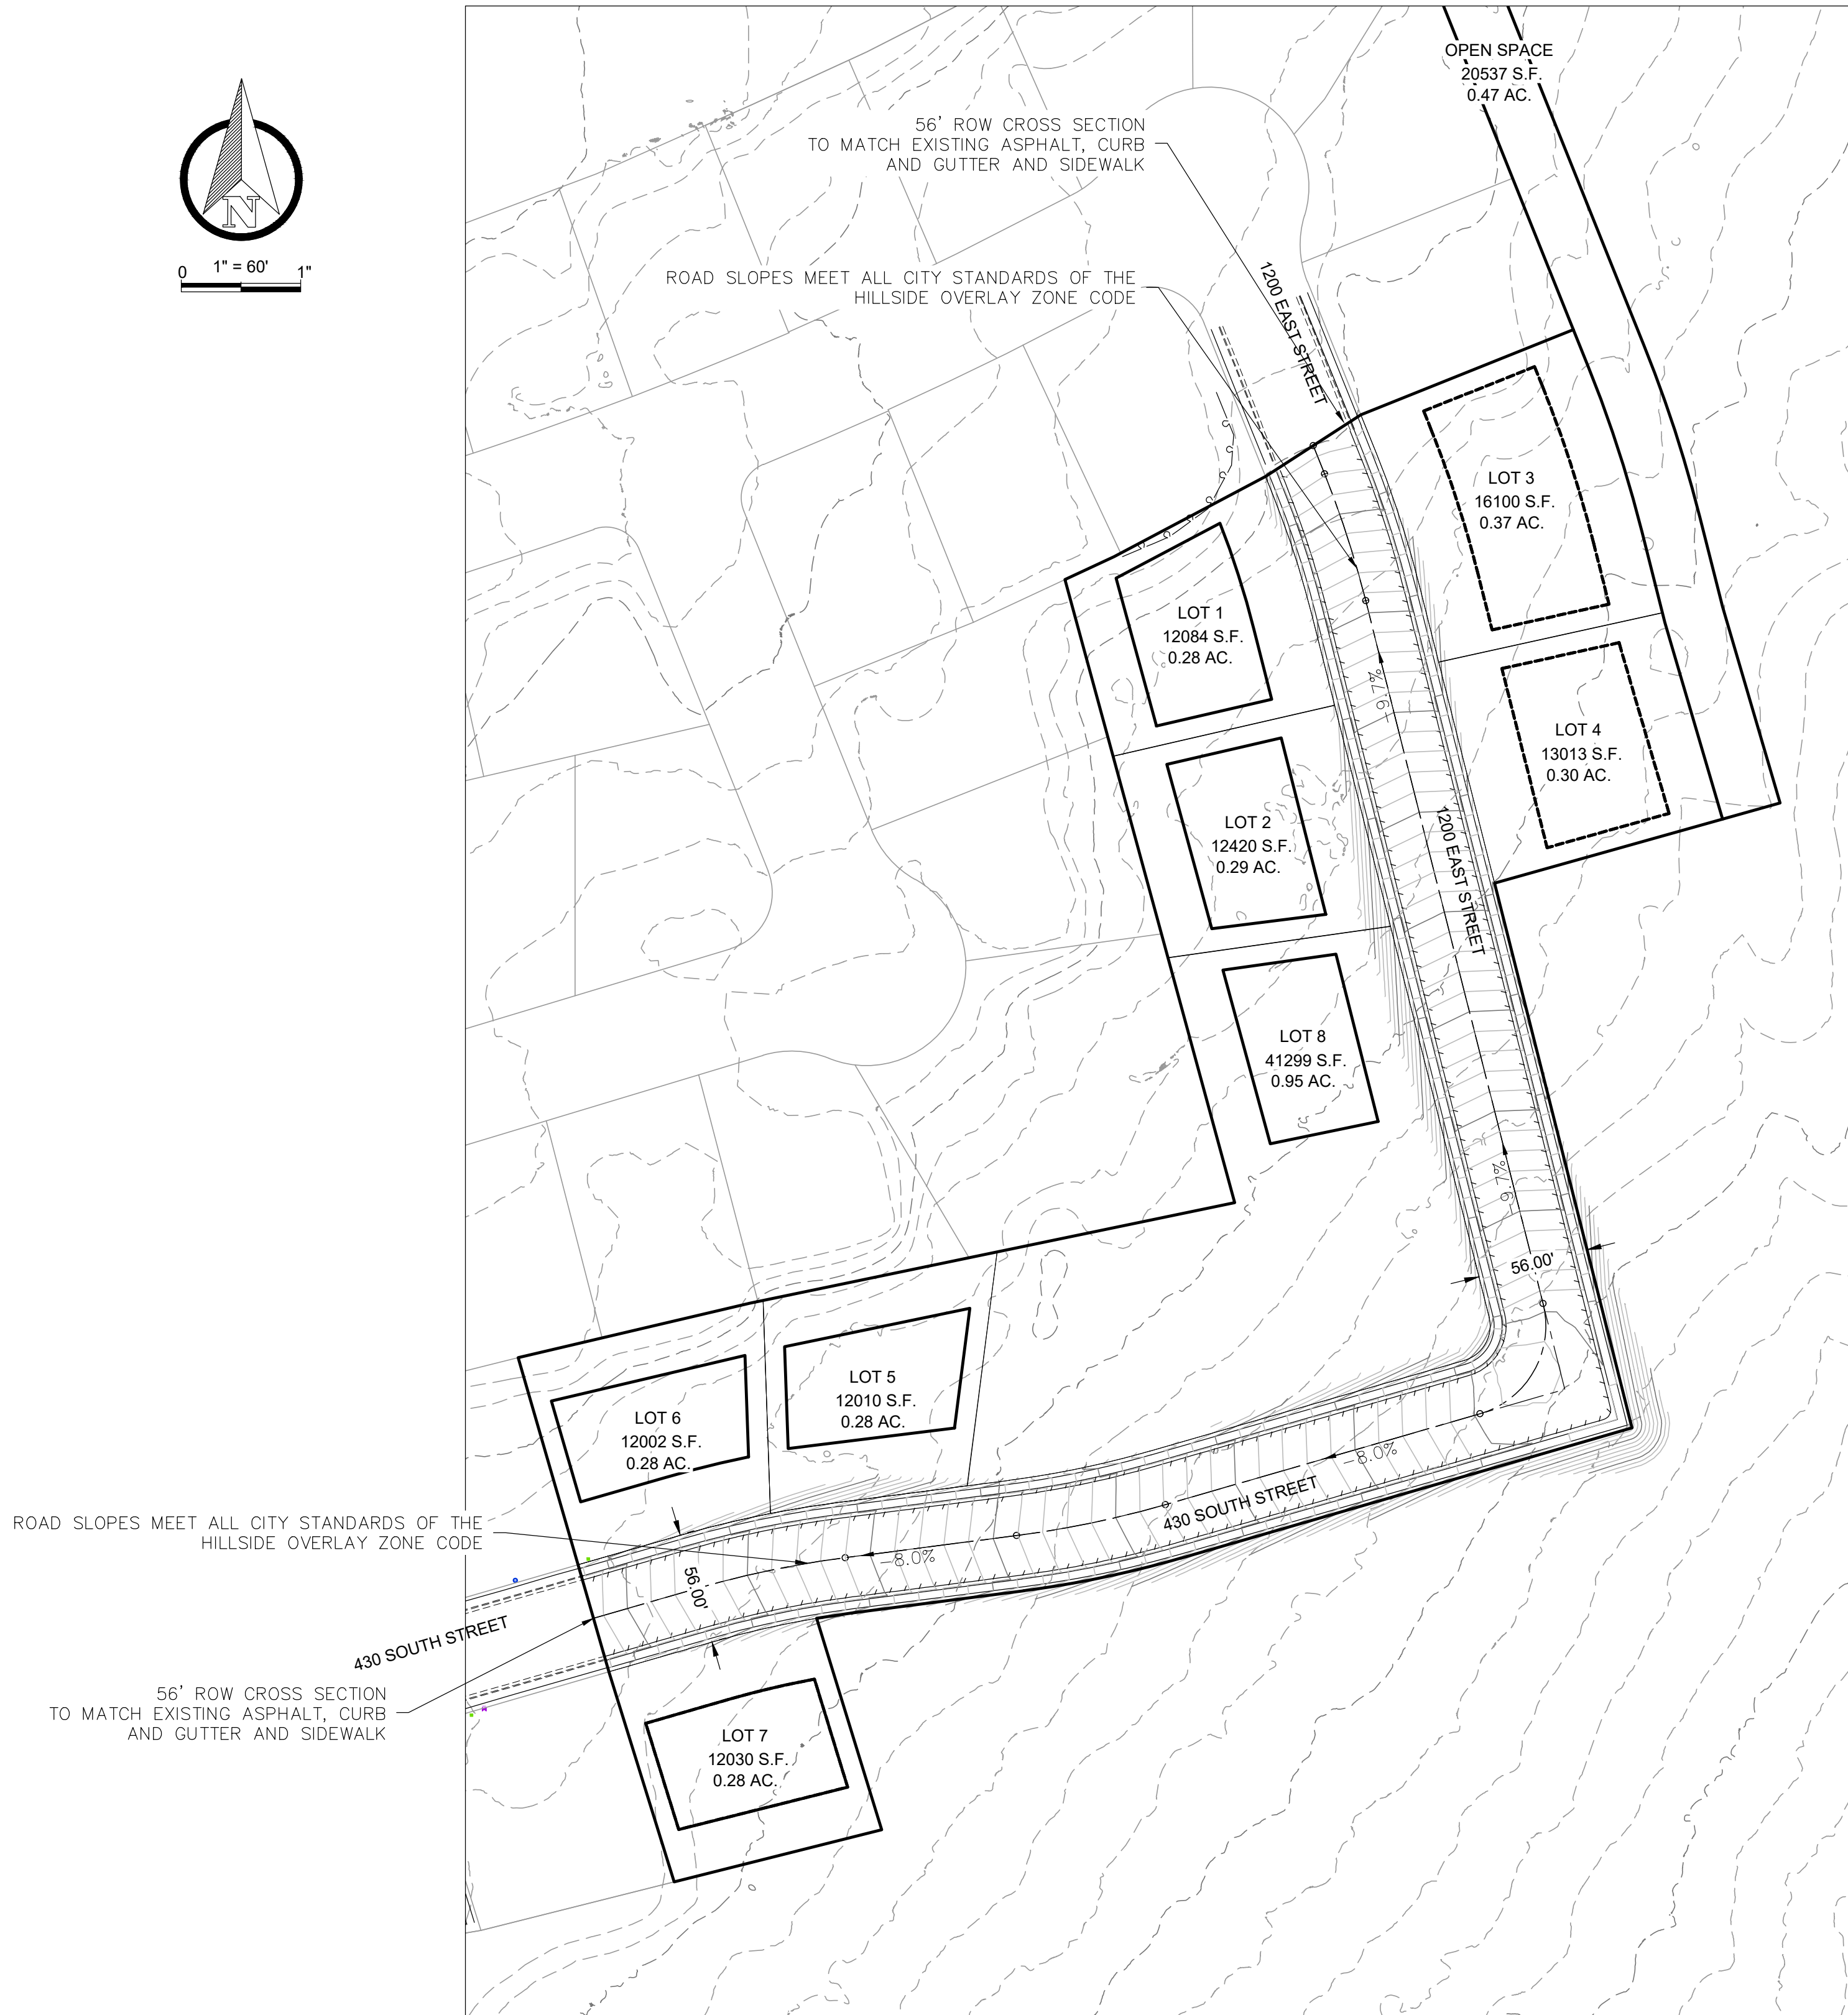 OPEN SPACE
20537 S.F.
0.47 AC.
56' ROW CROSS SECTION
TO MATCH EXISTING ASPHALT, CURB
AND GUTTER AND SIDEWALK
N
0 1" = 60' 1"
ROAD SLOPES MEET ALL CITY STANDARDS OF THE
HILLSIDE OVERLAY ZONE CODE
1200 EAST STREET
LOT 3
16100 S.F.
0.37 AC.
LOT 1
12084 S.F.
0.28 AC.
-9.7%
LOT 4
13013 S.F.
0.30 AC.
LOT 2
12420 S.F.
0.29 AC.
1200 EAST STREET
LOT 8
41299 S.F.
0.95 AC.
-9.7%
56.00'
LOT 5
12010 S.F.
0.28 AC.
LOT 6
12002 S.F.
0.28 AC.
-8.0%
430 SOUTH STREET
ROAD SLOPES MEET ALL CITY STANDARDS OF THE
HILLSIDE OVERLAY ZONE CODE
-8.0%
56.00'
430 SOUTH STREET
56' ROW CROSS SECTION
TO MATCH EXISTING ASPHALT, CURB
AND GUTTER AND SIDEWALK
LOT 7
12030 S.F.
0.28 AC.